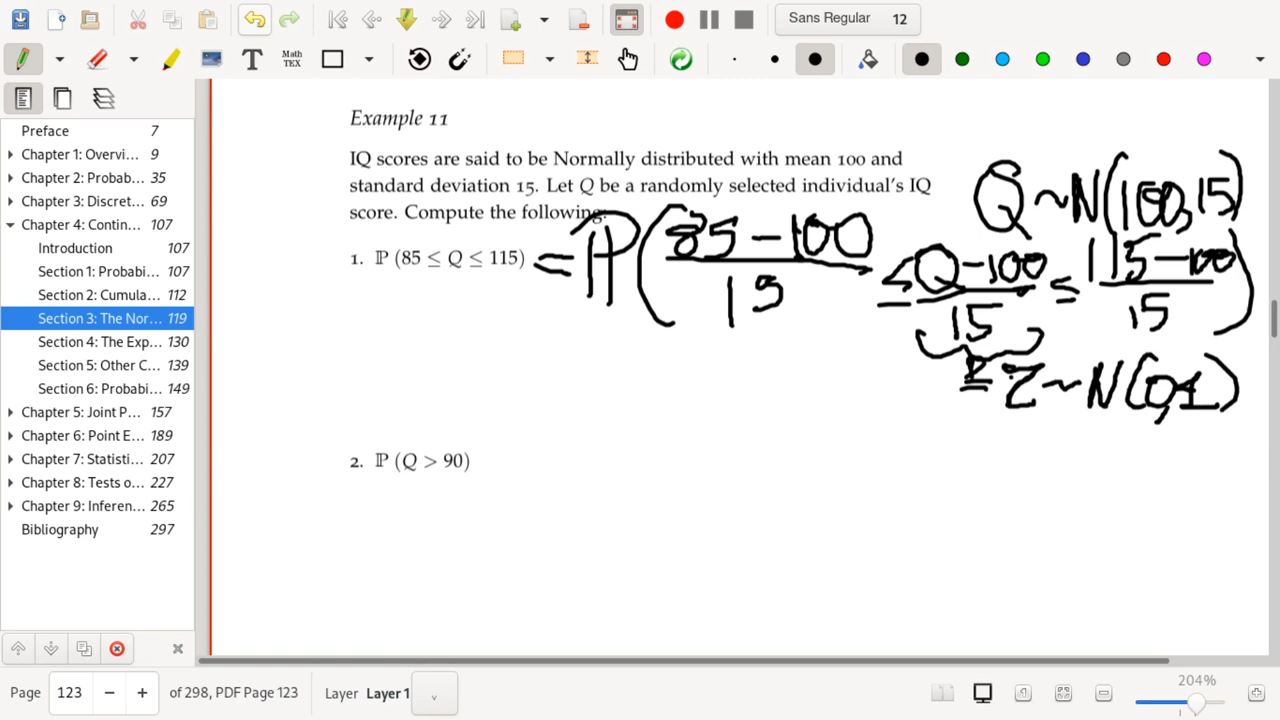 Sans Regular 12
T Math TEX
Preface 7
Chapter 1: Overvi... 9
Chapter 2: Probab... 35
Chapter 3: Discret... 69
Chapter 4: Contin... 107
Introduction 107
Section 1: Probabi... 107
Section 2: Cumula... 112
Section 3: The Nor... 119
Section 4: The Exp... 130
Section 5: Other C... 139
Section 6: Probabi... 149
Chapter 5: Joint P... 157
Chapter 6: Point E... 189
Chapter 7: Statisti... 207
Chapter 8: Tests o... 227
Chapter 9: Inferen... 265
Bibliography 297
Example 11
IQ scores are said to be Normally distributed with mean 100 and
standard deviation 15. Let Q be a randomly selected individual's IQ
score. Compute the following:
Q ~ N(100, 15)
1. ℙ (85 ≤ Q ≤ 115) = ℙ( (85 - 100)/15 ≤ (Q - 100)/15 ≤ (115 - 100)/15 )
= Z ~ N(0,1)
2. ℙ (Q > 90)
Page 123 of 298, PDF Page 123 Layer Layer 1
204%